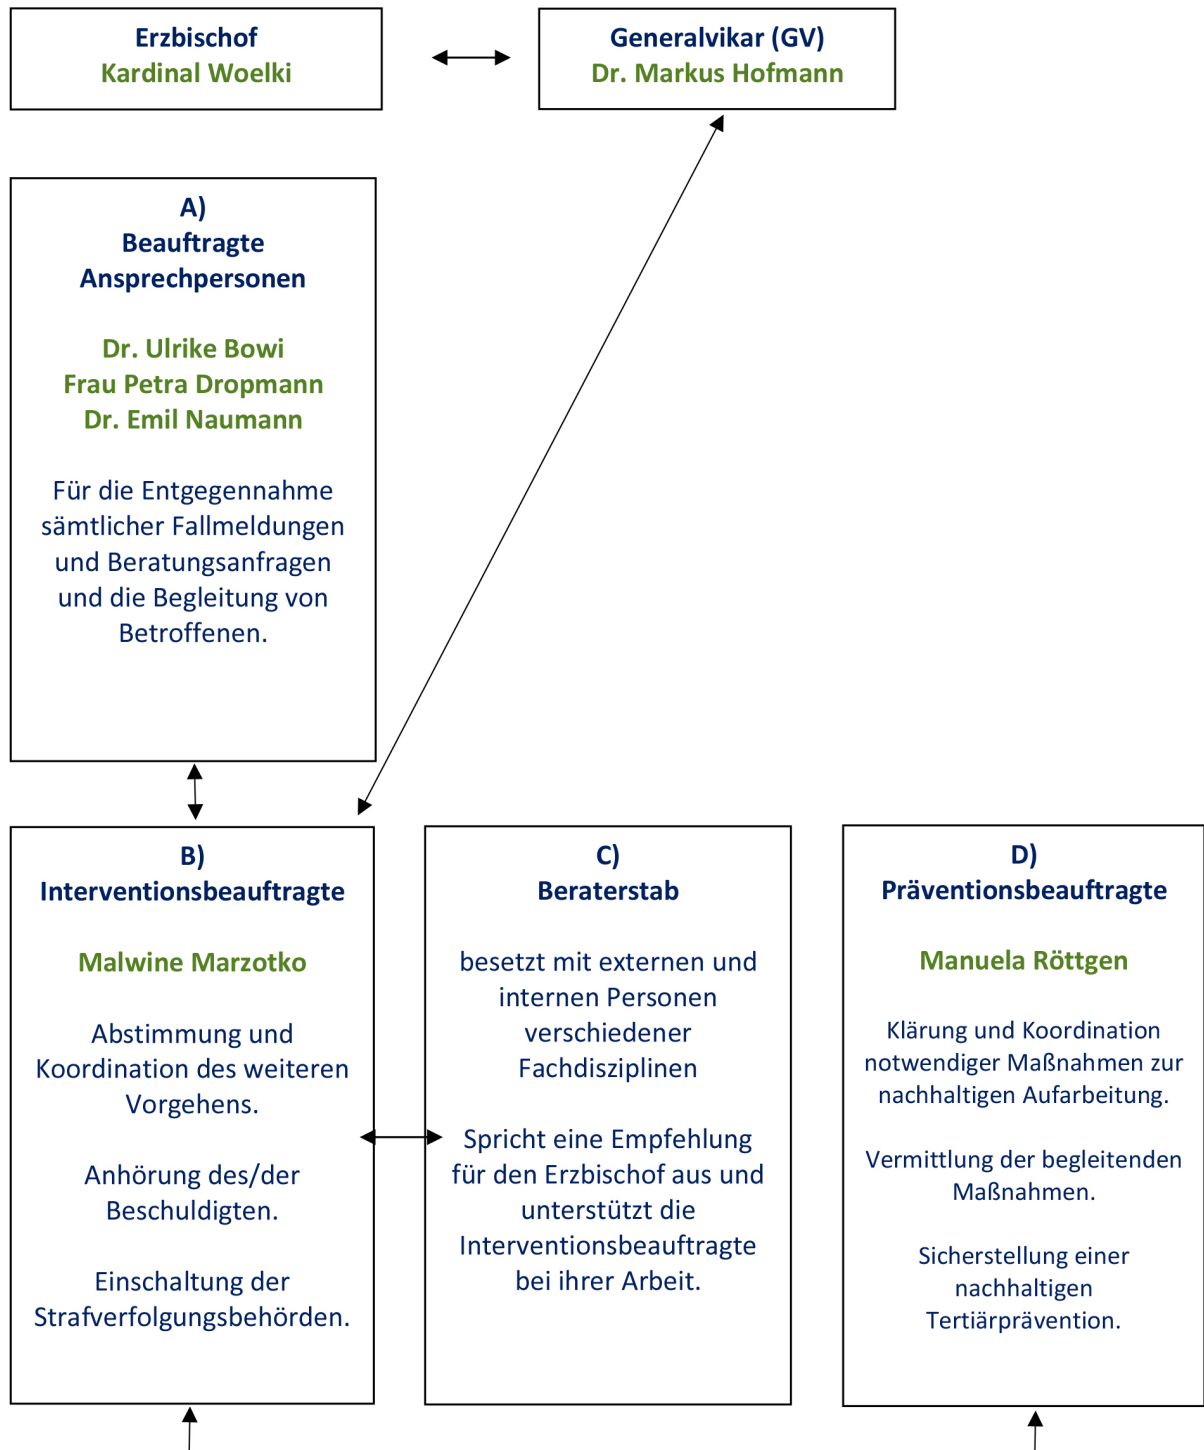 Erzbischof
Kardinal Woelki
Generalvikar (GV)
Dr. Markus Hofmann
A)
Beauftragte
Ansprechpersonen
Dr. Ulrike Bowi
Frau Petra Dropmann
Dr. Emil Naumann
Für die Entgegennahme
sämtlicher Fallmeldungen
und Beratungsanfragen
und die Begleitung von
Betroffenen.
B)
Interventionsbeauftragte
Malwine Marzotko
Abstimmung und
Koordination des weiteren
Vorgehens.
Anhörung des/der
Beschuldigten.
Einschaltung der
Strafverfolgungsbehörden.
C)
Beraterstab
besetzt mit externen und
internen Personen
verschiedener
Fachdisziplinen
Spricht eine Empfehlung
für den Erzbischof aus und
unterstützt die
Interventionsbeauftragte
bei ihrer Arbeit.
D)
Präventionsbeauftragte
Manuela Röttgen
Klärung und Koordination
notwendiger Maßnahmen zur
nachhaltigen Aufarbeitung.
Vermittlung der begleitenden
Maßnahmen.
Sicherstellung einer
nachhaltigen
Tertiärprävention.